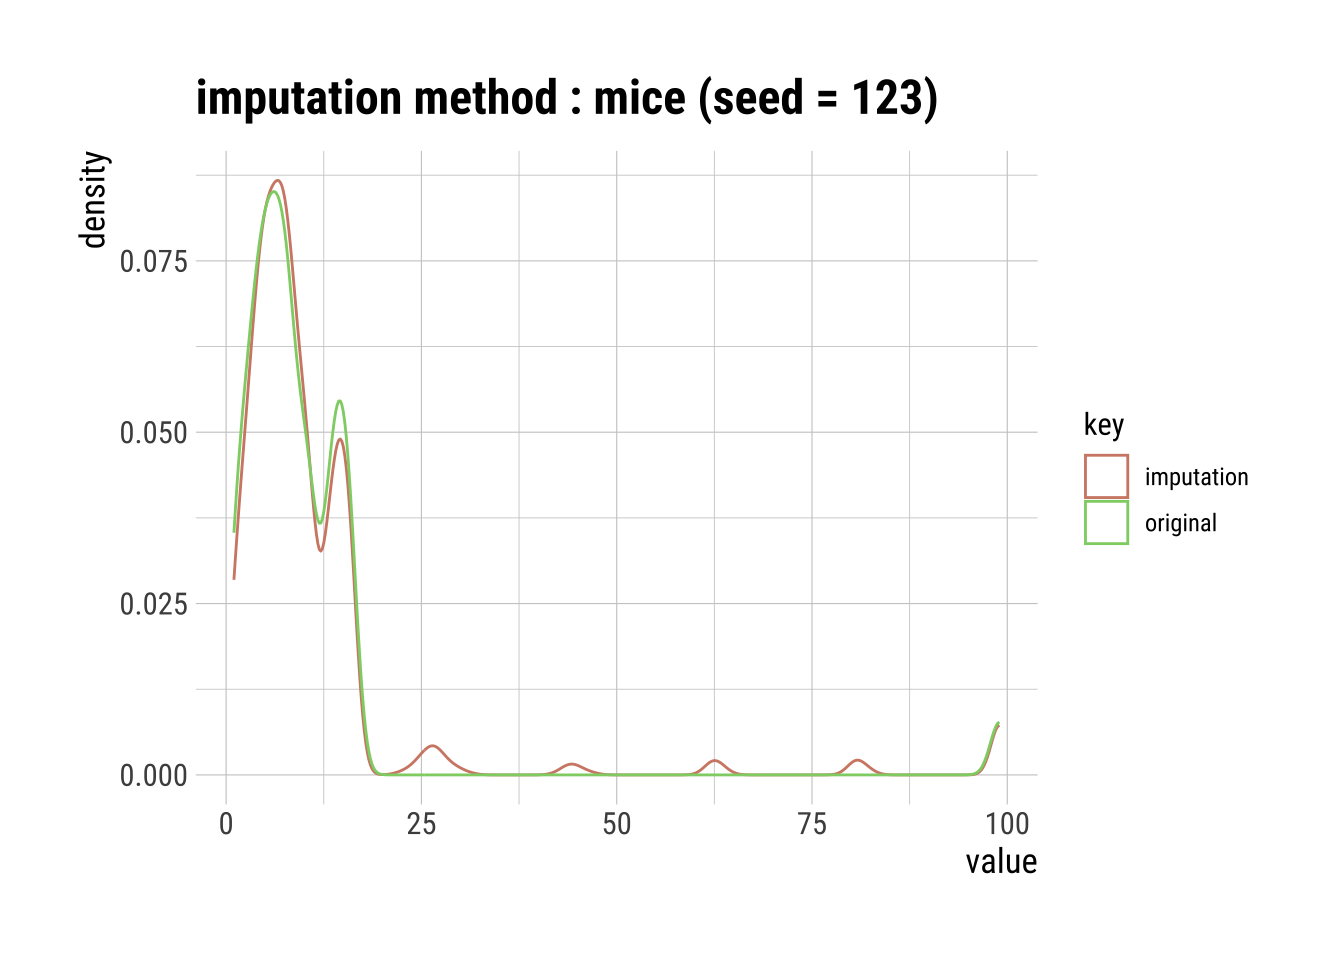 imputation method : mice (seed = 123)
density
0.075
0.050
0.025
0.000
0 25 50 75 100
value
key
imputation
original